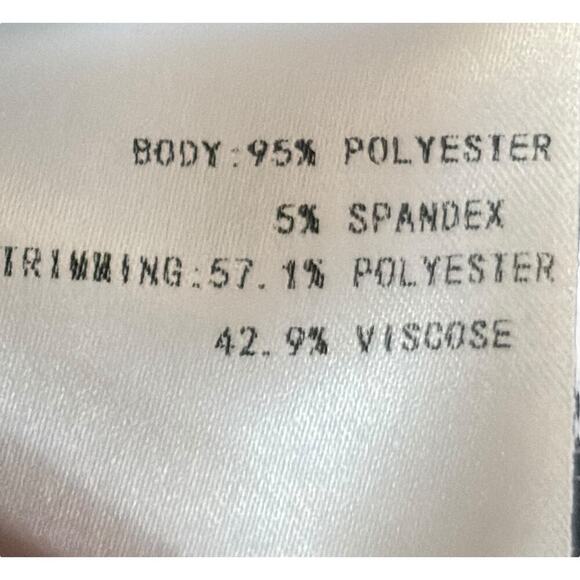 BODY:95% POLYESTER
5% SPANDEX
TRIMMING:57.1% POLYESTER
42.9% VISCOSE